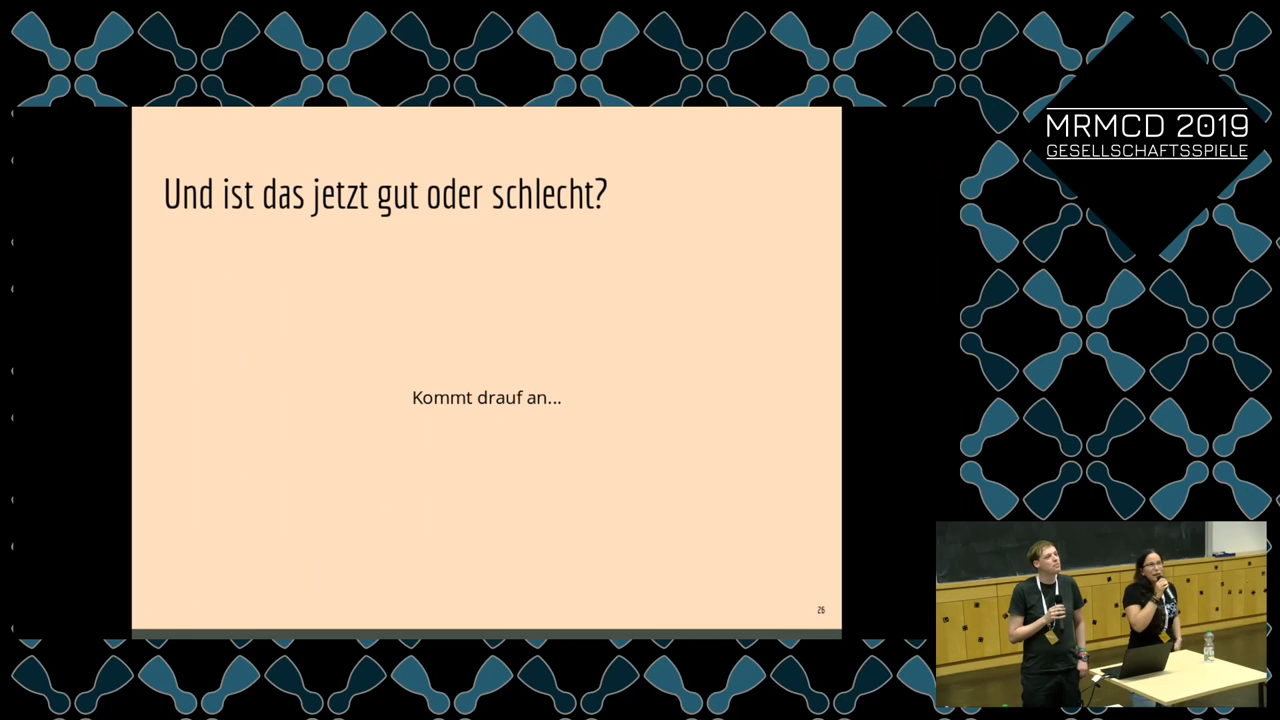 MRMCD 2019
GESELLSCHAFTSSPIELE
Und ist das jetzt gut oder schlecht?
Kommt drauf an...
26